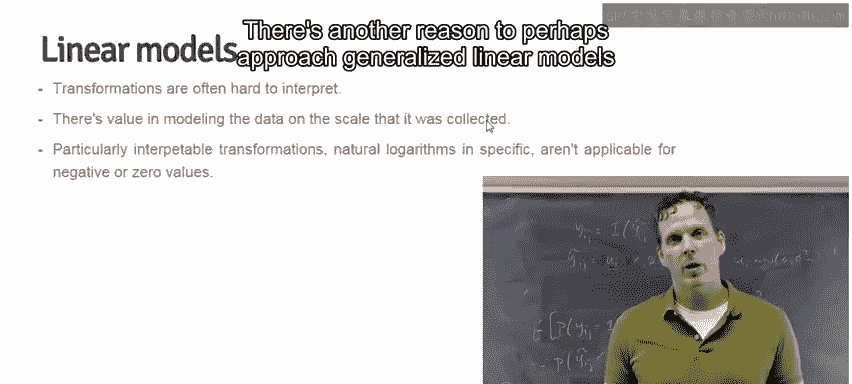 There's another reason to perhaps
approach generalized linear models
Linear models
- Transformations are often hard to interpret.
- There's value in modeling the data on the scale that it was collected.
- Particularly interpetable transformations, natural logarithms in specific, aren't applicable for
negative or zero values.